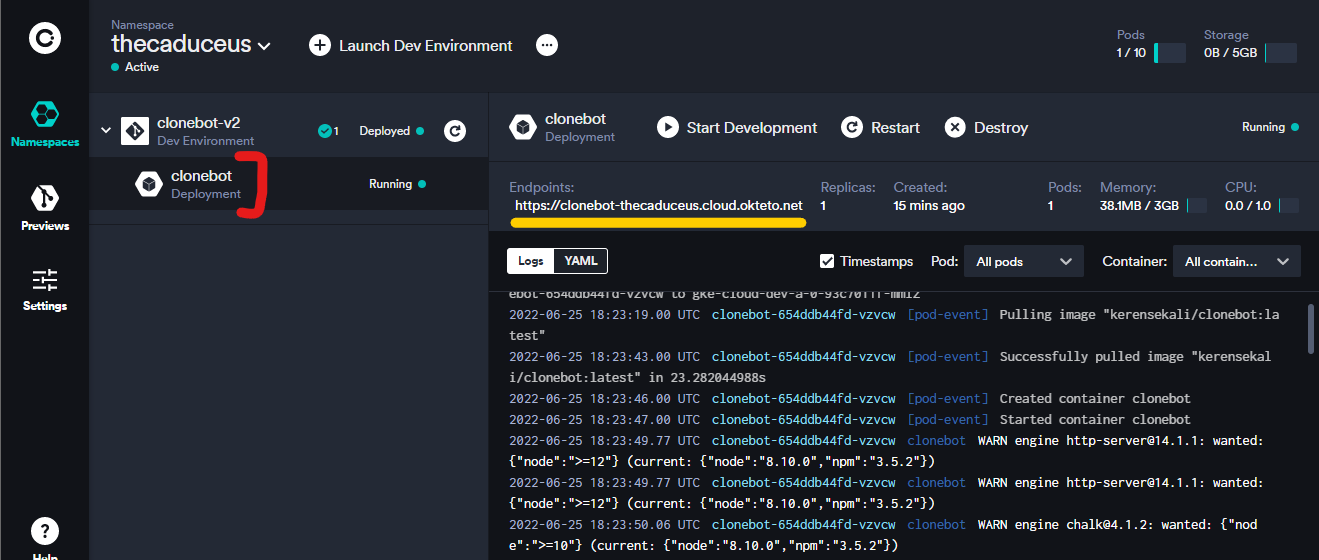 Namespace
thecaduceus
Active
Launch Dev Environment
Pods
1 / 10
Storage
0B / 5GB
Namespaces
Previews
Settings
Help
clonebot-v2
Dev Environment
1
Deployed
clonebot
Deployment
Running
clonebot
Deployment
Start Development
Restart
Destroy
Running
Endpoints:
https://clonebot-thecaduceus.cloud.okteto.net
Replicas:
1
Created:
15 mins ago
Pods:
1
Memory:
38.1MB / 3GB
CPU:
0.0 / 1.0
Logs YAML
Timestamps
Pod: All pods
Container: All contain...
ebot-654ddb44fd-vzvcw to
2022-06-25 18:23:19.00 UTC clonebot-654ddb44fd-vzvcw [pod-event] Pulling image "kerensekali/clonebot:la
test"
2022-06-25 18:23:43.00 UTC clonebot-654ddb44fd-vzvcw [pod-event] Successfully pulled image "kerensekal
i/clonebot:latest" in 23.282044988s
2022-06-25 18:23:46.00 UTC clonebot-654ddb44fd-vzvcw [pod-event] Created container clonebot
2022-06-25 18:23:47.00 UTC clonebot-654ddb44fd-vzvcw [pod-event] Started container clonebot
2022-06-25 18:23:49.77 UTC clonebot-654ddb44fd-vzvcw clonebot WARN engine http-server@14.1.1: wanted:
{"node":">=12"} (current: {"node":"8.10.0","npm":"3.5.2"})
2022-06-25 18:23:49.77 UTC clonebot-654ddb44fd-vzvcw clonebot WARN engine http-server@14.1.1: wanted:
{"node":">=12"} (current: {"node":"8.10.0","npm":"3.5.2"})
2022-06-25 18:23:50.06 UTC clonebot-654ddb44fd-vzvcw clonebot WARN engine chalk@4.1.2: wanted: {"nod
e":">=10"} (current: {"node":"8.10.0","npm":"3.5.2"})